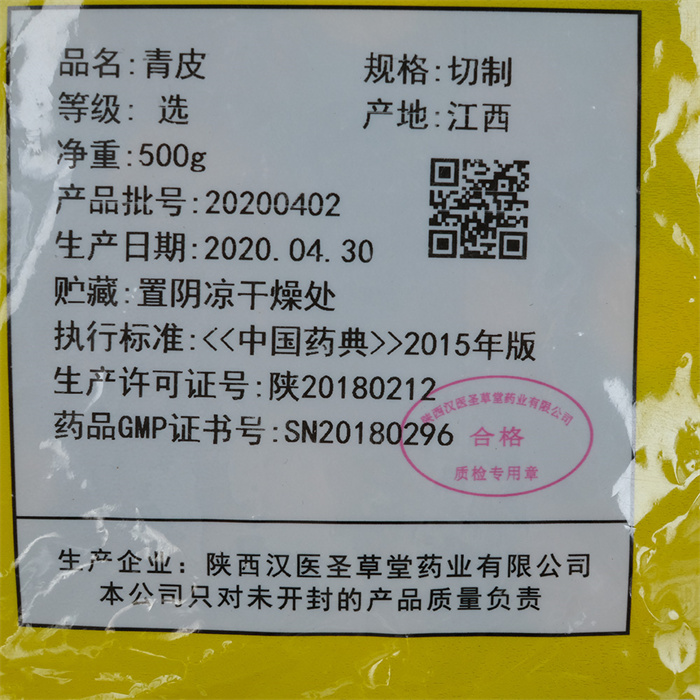 品名:青皮 规格:切制
等级: 选 产地:江西
净重:500g
产品批号:20200402
生产日期:2020.04.30
贮藏:置阴凉干燥处
执行标准:<<中国药典>>2015年版
生产许可证号:陕20180212
药品GMP证书号:SN20180296
陕西汉医圣草堂药业有限公司
合格
质检专用章
生产企业: 陕西汉医圣草堂药业有限公司
本公司只对未开封的产品质量负责